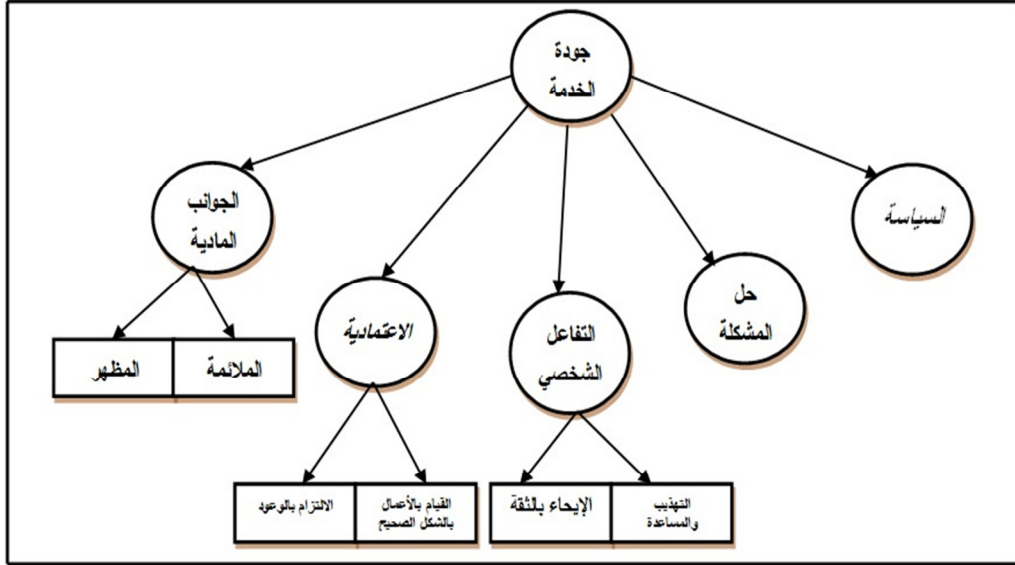 جودة
الخدمة
السياسة
حل
المشكلة
التفاعل
الشخصي
الاعتمادية
الجوانب
المادية
الملائمة
المظهر
التهذيب
والمساعدة
الإيحاء بالثقة
القيام بالأعمال
بالشكل الصحيح
الالتزام بالوعود